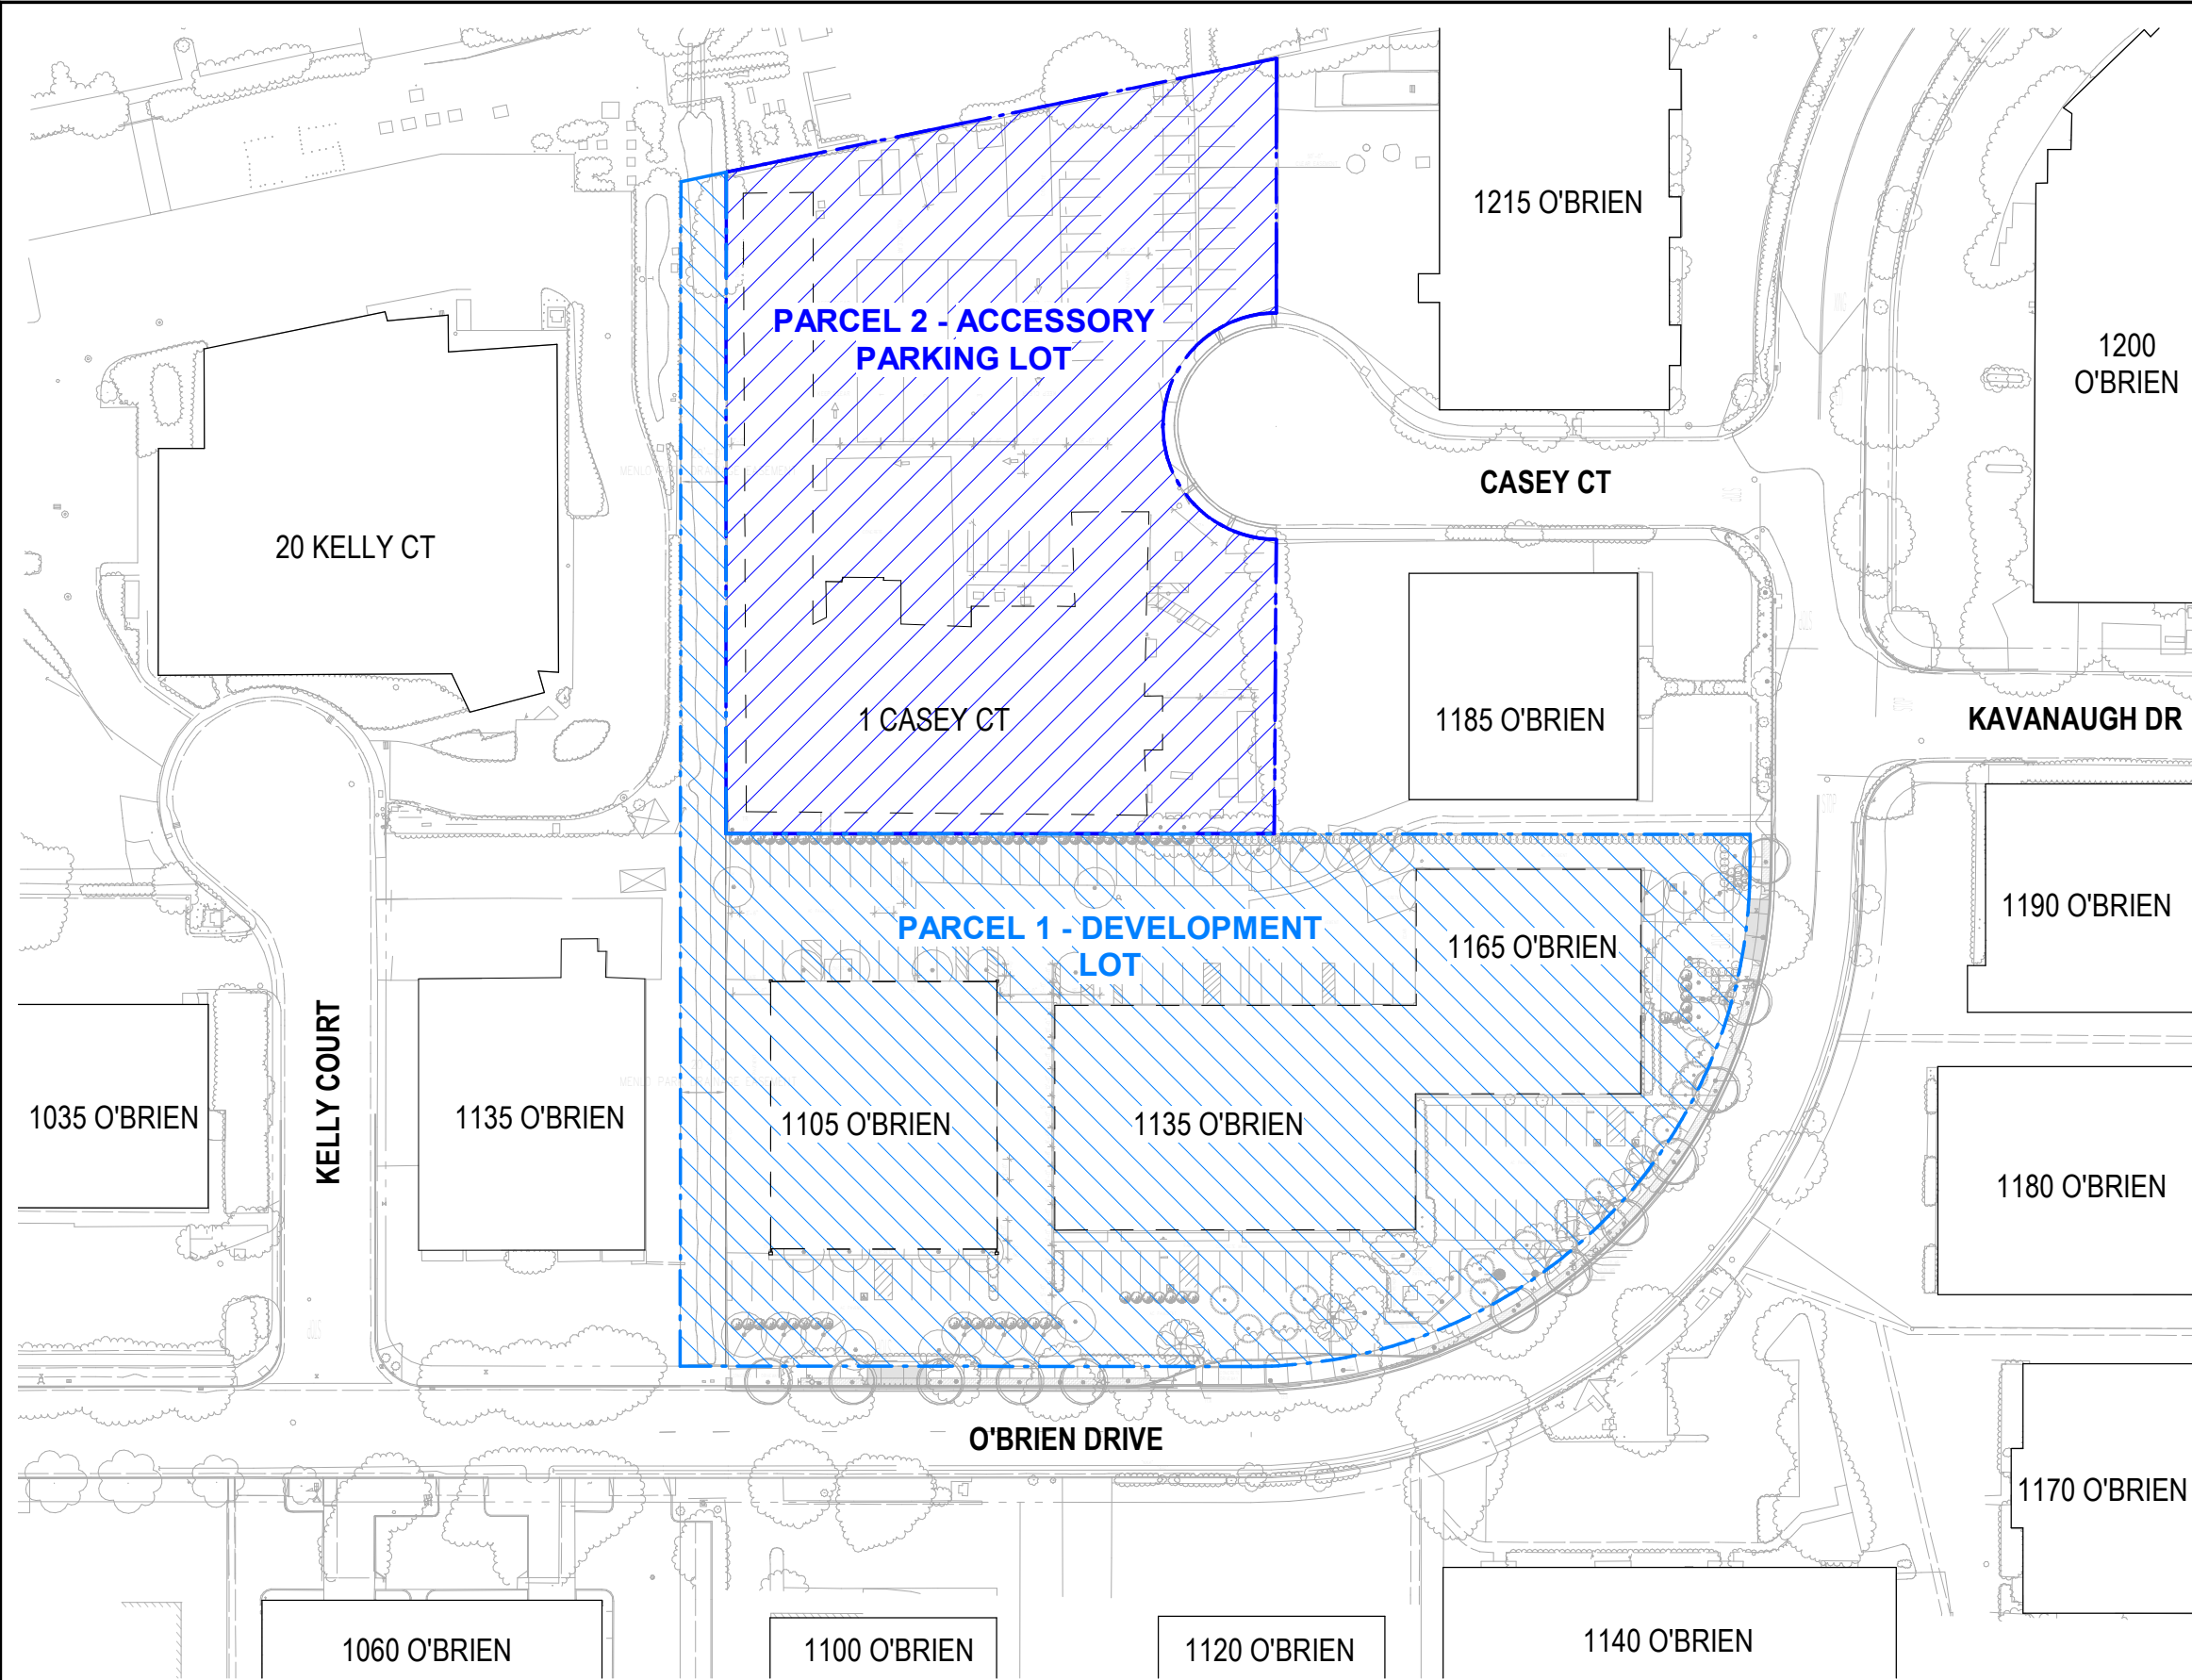 1215 O'BRIEN
PARCEL 2 - ACCESSORY
PARKING LOT
1200
O'BRIEN
CASEY CT
20 KELLY CT
1 CASEY CT
1185 O'BRIEN
KAVANAUGH DR
PARCEL 1 - DEVELOPMENT
LOT
1165 O'BRIEN
1190 O'BRIEN
KELLY COURT
1035 O'BRIEN
1135 O'BRIEN
1105 O'BRIEN
1135 O'BRIEN
1180 O'BRIEN
O'BRIEN DRIVE
1170 O'BRIEN
1060 O'BRIEN
1100 O'BRIEN
1120 O'BRIEN
1140 O'BRIEN